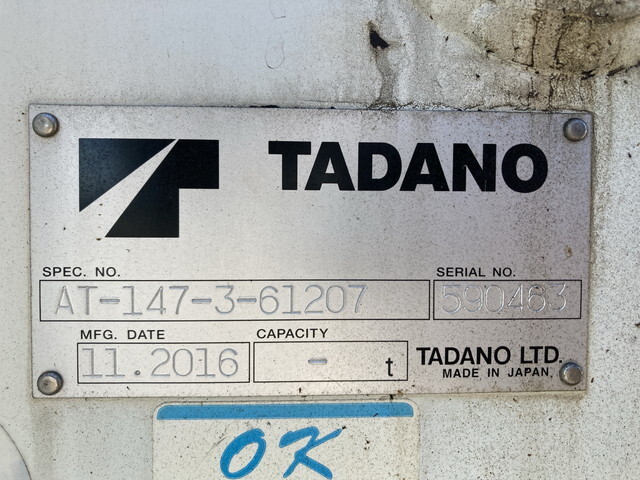 TADANO
SPEC. NO. SERIAL NO.
AT-147-3-61207 590463
MFG. DATE CAPACITY
11.2016 - t TADANO LTD.
MADE IN JAPAN.
OK